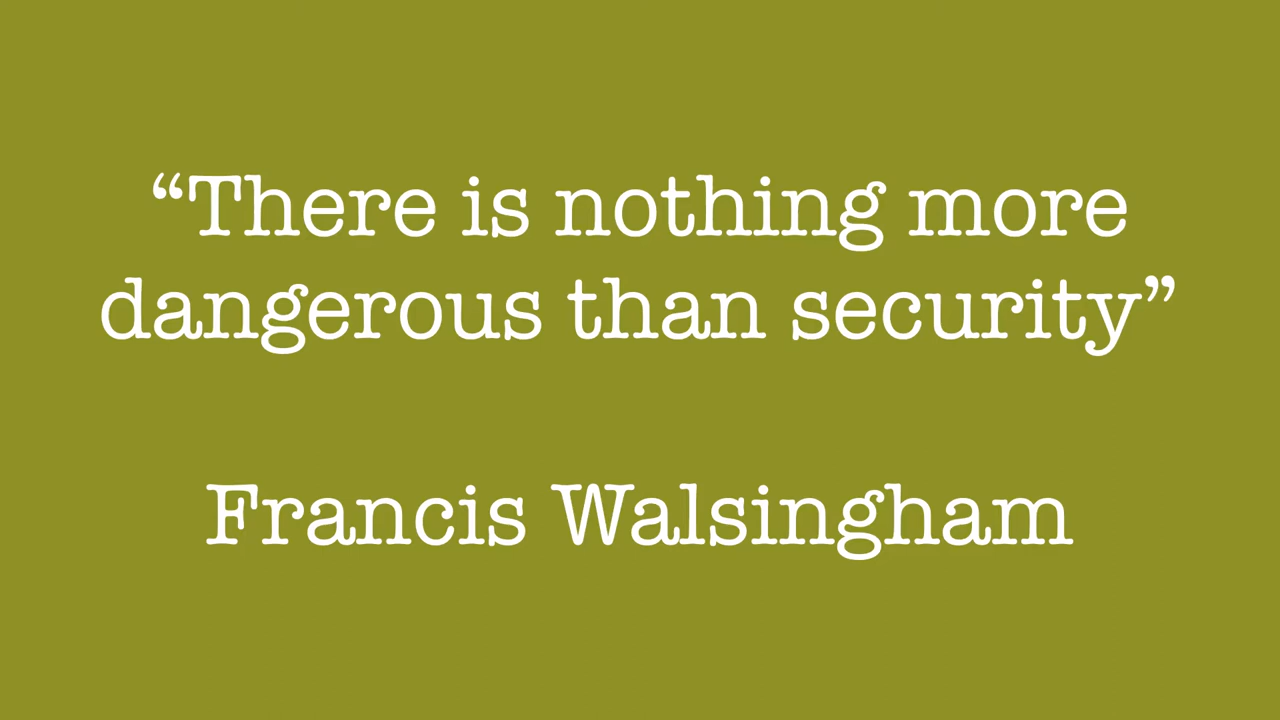 “There is nothing more
dangerous than security”
Francis Walsingham